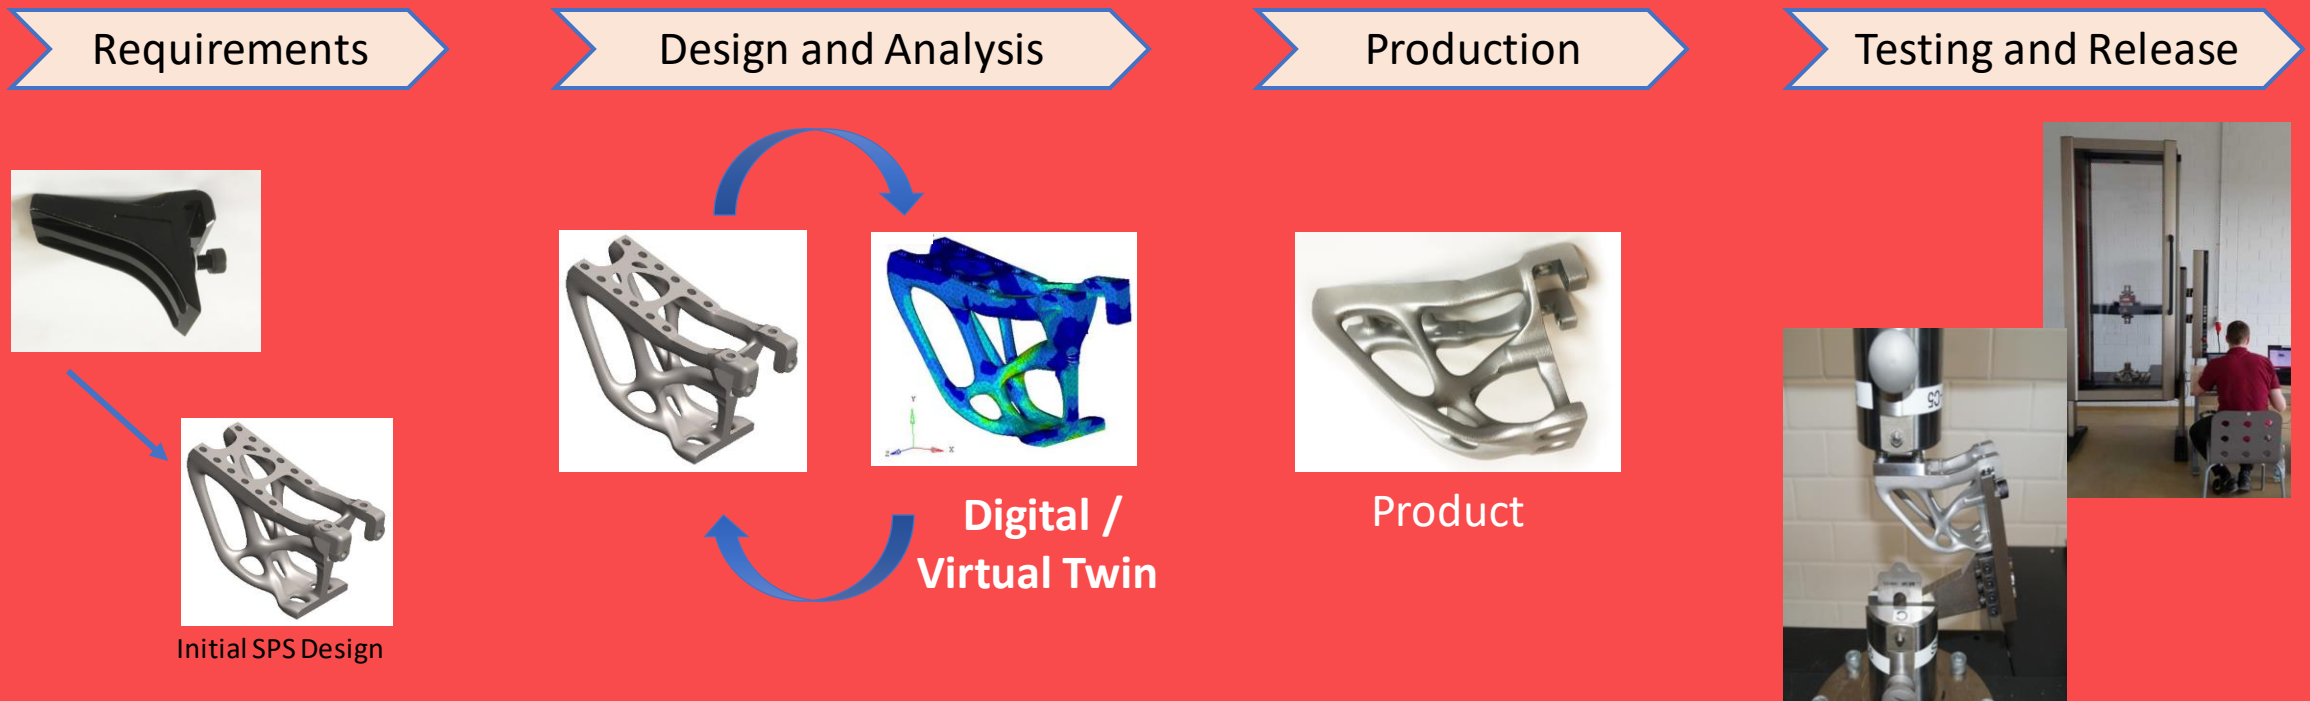 Requirements
Design and Analysis
Production
Testing and Release
Initial SPS Design
Digital /
Virtual Twin
Product
Y
Z
X